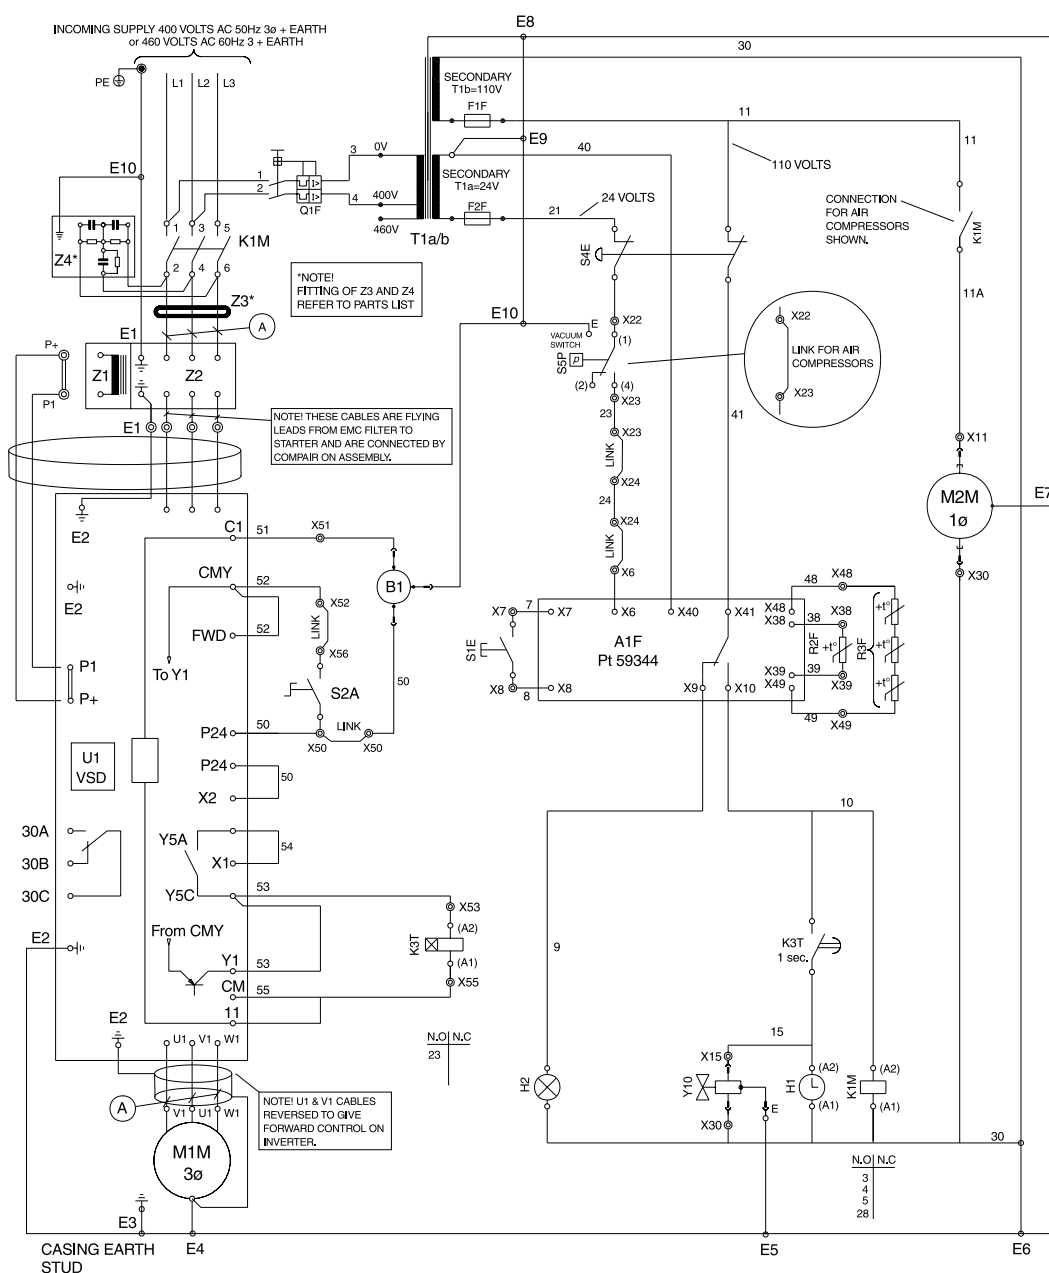 INCOMING SUPPLY 400 VOLTS AC 50Hz 3ø + EARTH
or 460 VOLTS AC 60Hz 3 + EARTH
E8
30
PE
L1 L2 L3
SECONDARY
T1b=110V
F1F
11
11
E9
40
110 VOLTS
E10
1
2
3
0V
4
400V
460V
Q1F
SECONDARY
T1a=24V
F2F
21
24 VOLTS
T1a/b
CONNECTION
FOR AIR
COMPRESSORS
SHOWN.
K1M
1 3 5
K1M
2 4 6
Z4*
S4E
*NOTE!
FITTING OF Z3 AND Z4
REFER TO PARTS LIST
Z3*
A
11A
E10
E
X22
VACUUM
SWITCH
(1)
S5P
p
(2)
(4)
X22
LINK FOR AIR
COMPRESSORS
X23
P+
E1
Z1
Z2
P1
E1
NOTE! THESE CABLES ARE FLYING
LEADS FROM EMC FILTER TO
STARTER AND ARE CONNECTED BY
COMPAIR ON ASSEMBLY.
X23
23
X23
LINK
X24
24
X24
LINK
X6
41
X11
M2M
1ø
E7
X30
E2
C1
51
X51
B1
E2
CMY
52
X52
LINK
FWD
52
X56
To Y1
S2A
50
P1
P+
P24
50
X50
LINK
X50
U1
VSD
P24
50
X2
X7
7
X7
X6
X40
X41
X48
48
X48
X38
38
X38
A1F
Pt 59344
S1E
R2F
+t°
R3F
+t°
+t°
+t°
X39
39
X39
X49
49
X49
X8
8
X8
X9
X10
30A
30B
30C
Y5A
54
X1
Y5C
53
X53
(A2)
K3T
(A1)
X55
10
9
K3T
1 sec.
E2
From CMY
Y1
53
CM
55
11
E2
U1 V1 W1
N.O N.C
23
15
X15
Y10
E
X30
H2
H1
(A2)
(A1)
K1M
(A2)
(A1)
30
A
V1 U1 W1
NOTE! U1 & V1 CABLES
REVERSED TO GIVE
FORWARD CONTROL ON
INVERTER.
M1M
3ø
N.O N.C
3
4
5
28
E3
E4
E5
E6
CASING EARTH
STUD